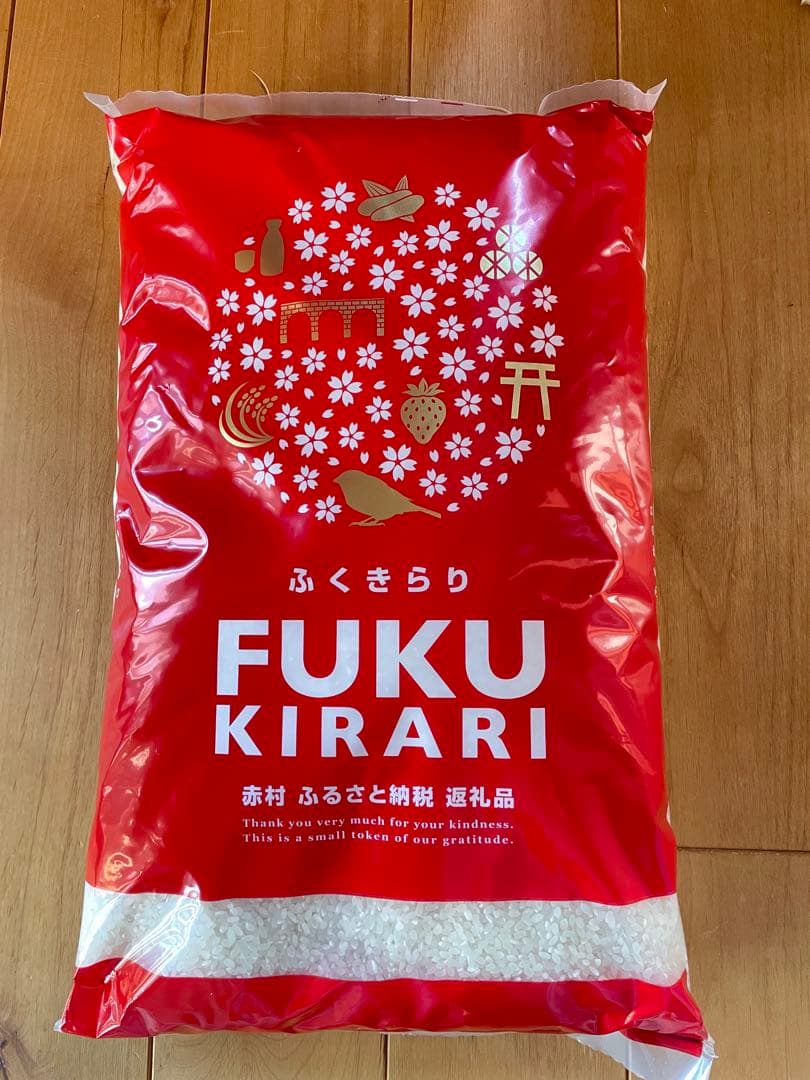 ふくきらり
FUKU
KIRARI
赤村 ふるさと納税 返礼品
Thank you very much for your kindness.
This is a small token of our gratitude.